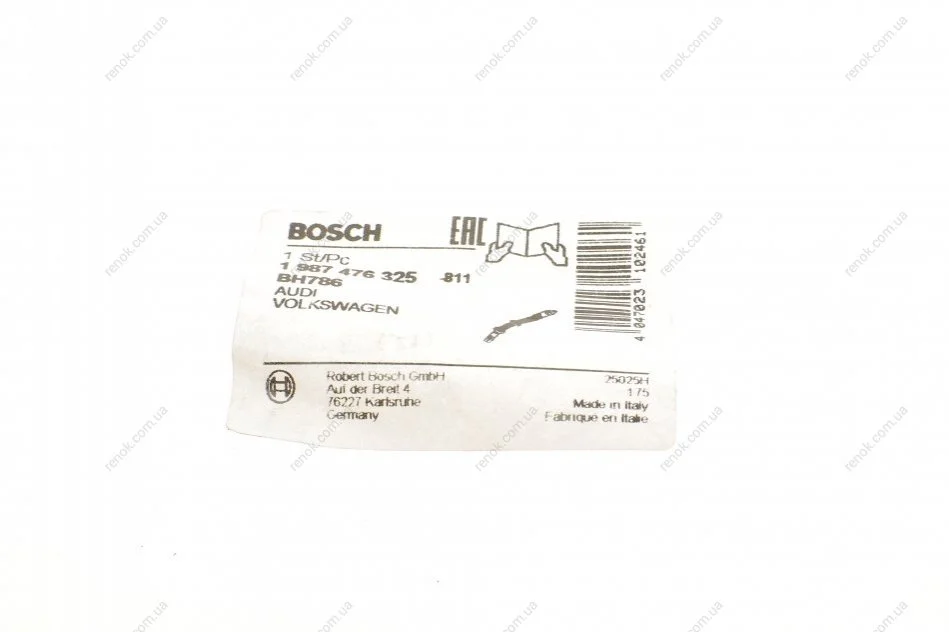 BOSCH
EAC
1 St/Pc
1 987 476 325 -811
BH786
AUDI
VOLKSWAGEN
4 047023 102461
Robert Bosch GmbH
Auf der Breit 4
76227 Karlsruhe
Germany
25025H
175
Made in Italy
Fabrique en Italie
renok.com.ua